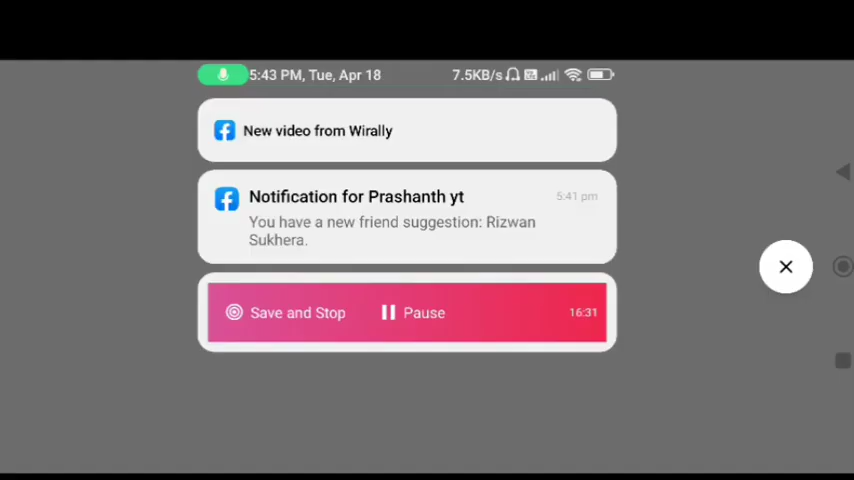 5:43 PM, Tue, Apr 18 7.5KB/s
New video from Wirally
Notification for Prashanth yt 5:41 pm
You have a new friend suggestion: Rizwan
Sukhera.
Save and Stop Pause 16:31